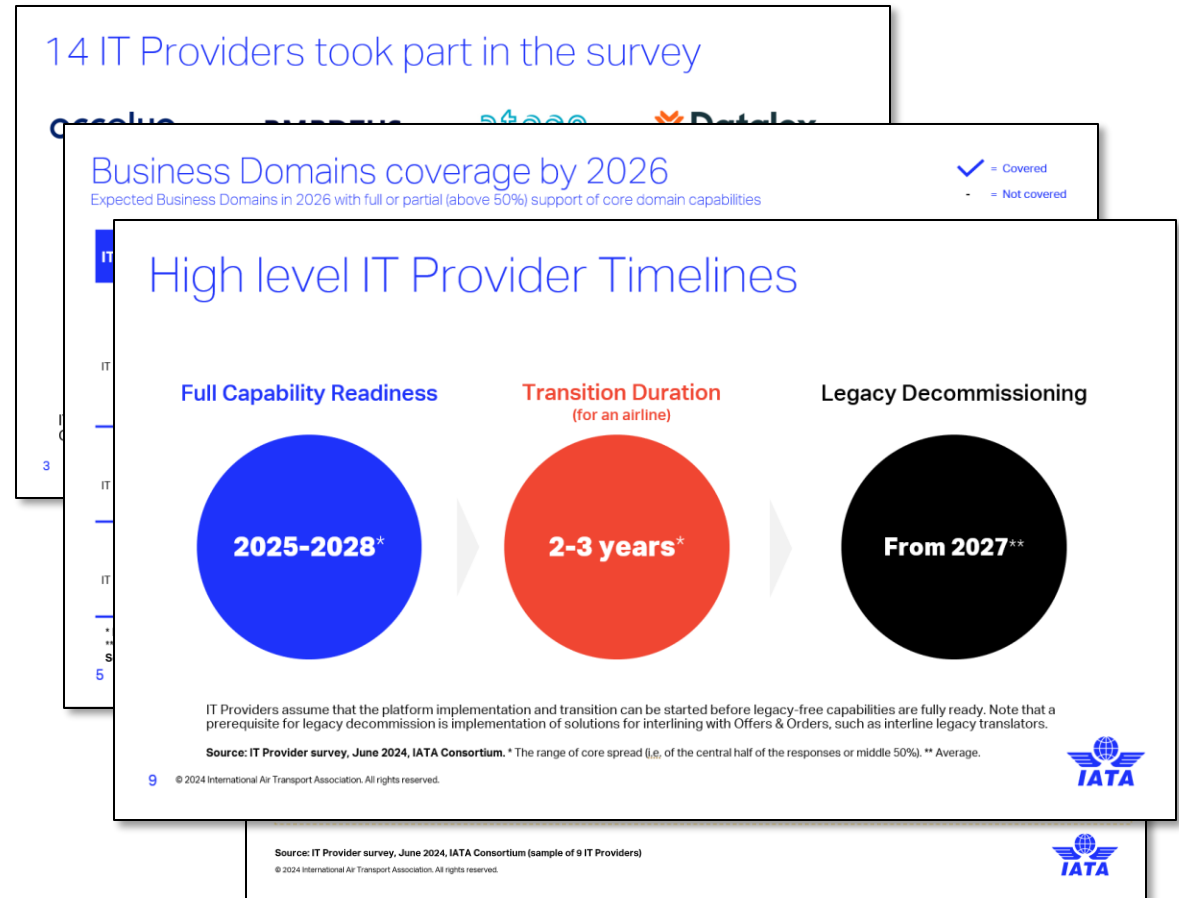 14 IT Providers took part in the survey
Datalex
3
Business Domains coverage by 2026
Expected Business Domains in 2026 with full or partial (above 50%) support of core domain capabilities
= Covered
- = Not covered
IT
IT
IT
IT
*
**
5
High level IT Provider Timelines
Full Capability Readiness
Transition Duration
(for an airline)
Legacy Decommissioning
2025-2028*
2-3 years*
From 2027**
IT Providers assume that the platform implementation and transition can be started before legacy-free capabilities are fully ready. Note that a
prerequisite for legacy decommission is implementation of solutions for interlining with Offers & Orders, such as interline legacy translators.
Source: IT Provider survey, June 2024, IATA Consortium. * The range of core spread (i.e. of the central half of the responses or middle 50%). ** Average.
9 © 2024 International Air Transport Association. All rights reserved.
IATA
Source: IT Provider survey, June 2024, IATA Consortium (sample of 9 IT Providers)
© 2024 International Air Transport Association. All rights reserved.
IATA